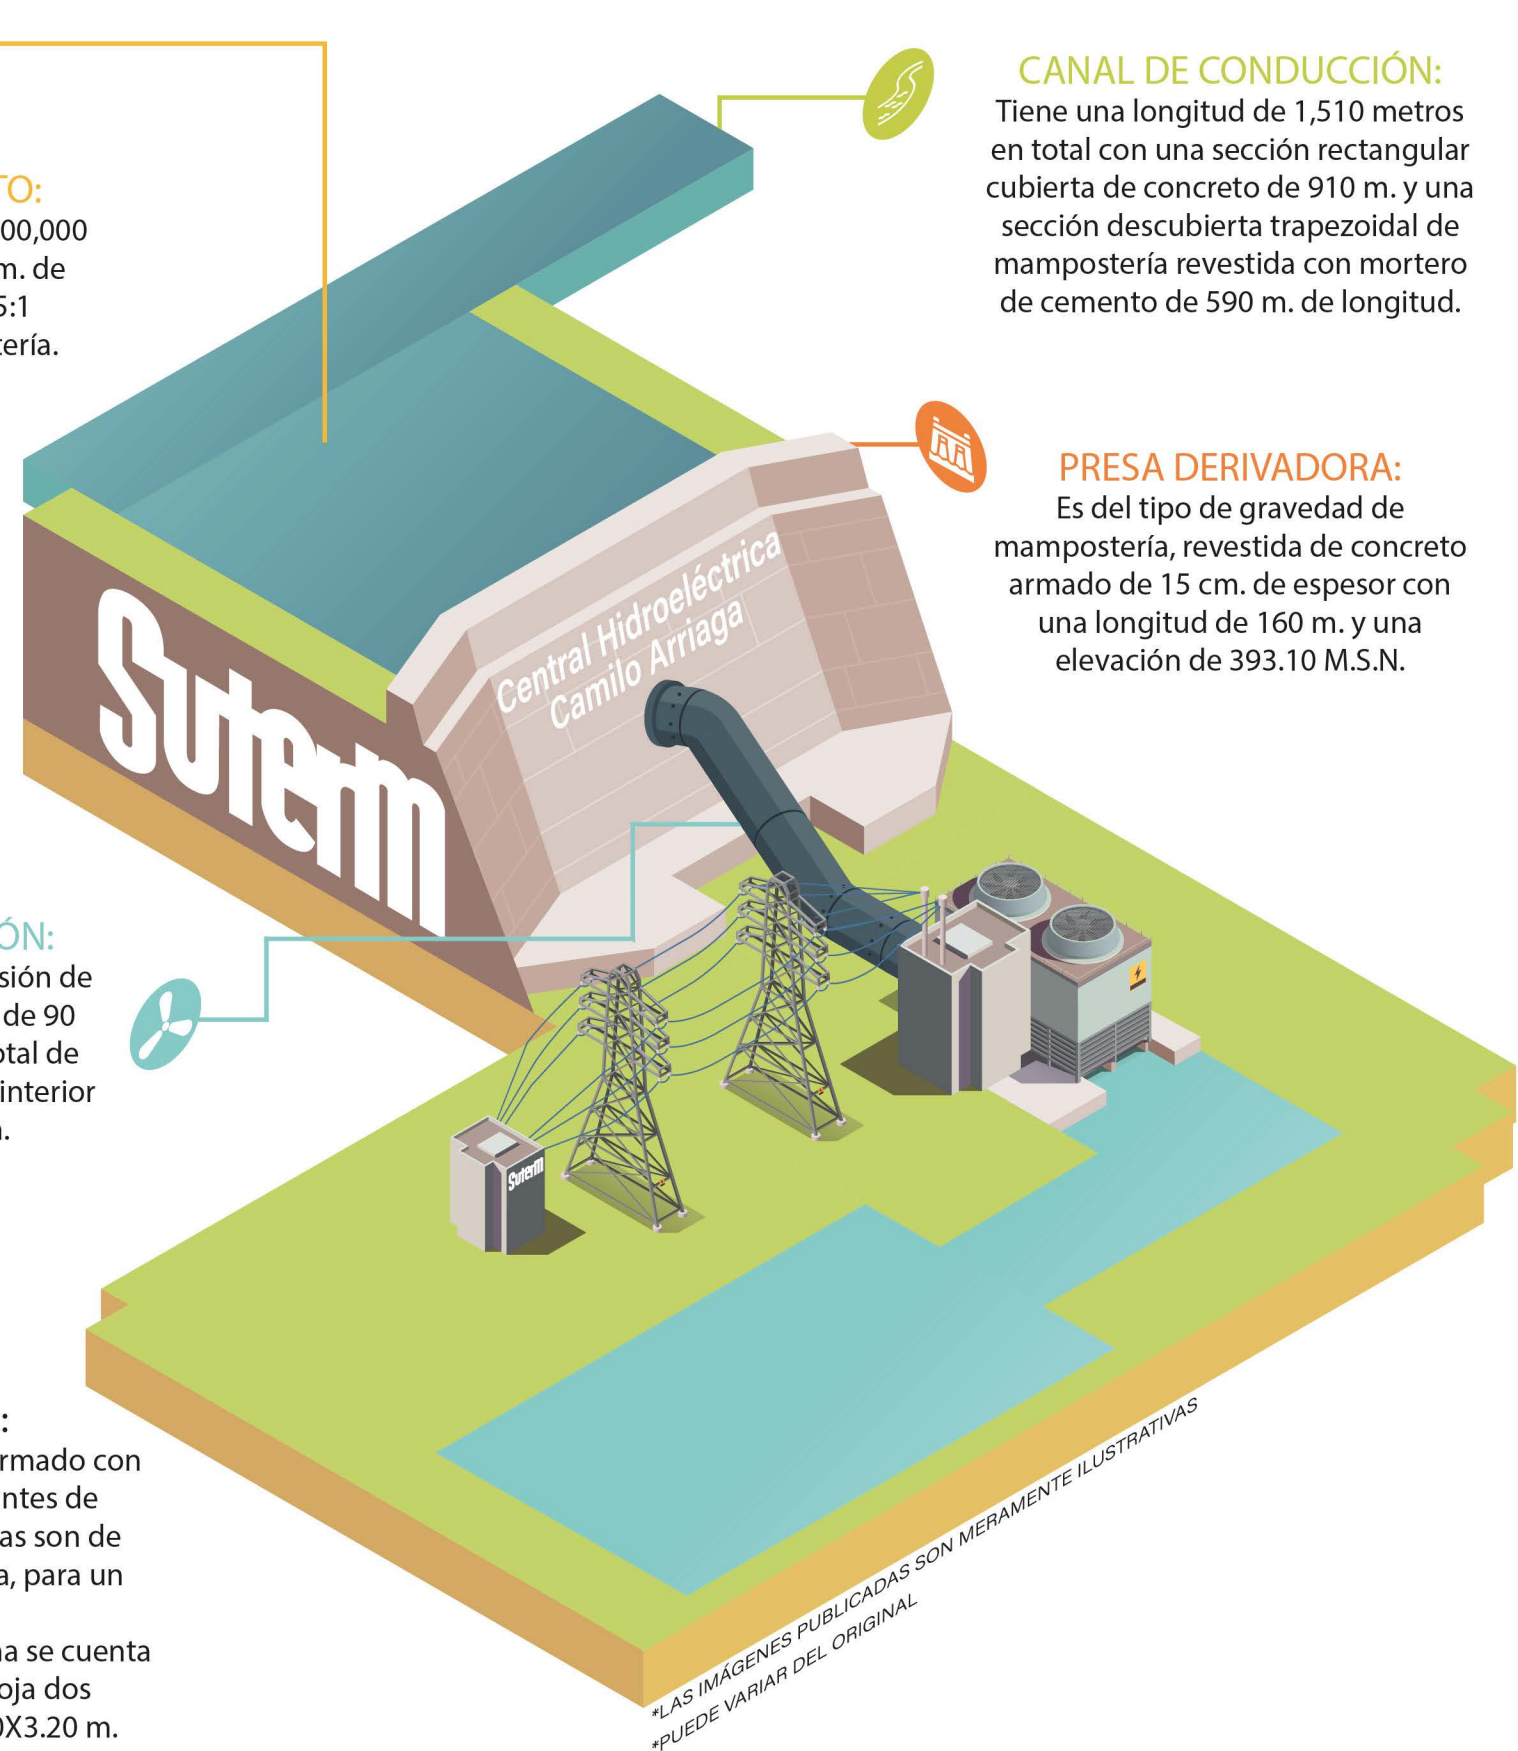 CANAL DE CONDUCCIÓN:
Tiene una longitud de 1,510 metros
en total con una sección rectangular
cubierta de concreto de 910 m. y una
sección descubierta trapezoidal de
mampostería revestida con mortero
de cemento de 590 m. de longitud.
TO:
00,000
m. de
5:1
tería.
PRESA DERIVADORA:
Es del tipo de gravedad de
mampostería, revestida de concreto
armado de 15 cm. de espesor con
una longitud de 160 m. y una
elevación de 393.10 M.S.N.
Central Hidroeléctrica
Camilo Arriaga
Suterm
ÓN:
sión de
de 90
otal de
interior
Suterm
:
rmado con
ntes de
as son de
a, para un
na se cuenta
oja dos
0X3.20 m.
*LAS IMÁGENES PUBLICADAS SON MERAMENTE ILUSTRATIVAS
*PUEDE VARIAR DEL ORIGINAL